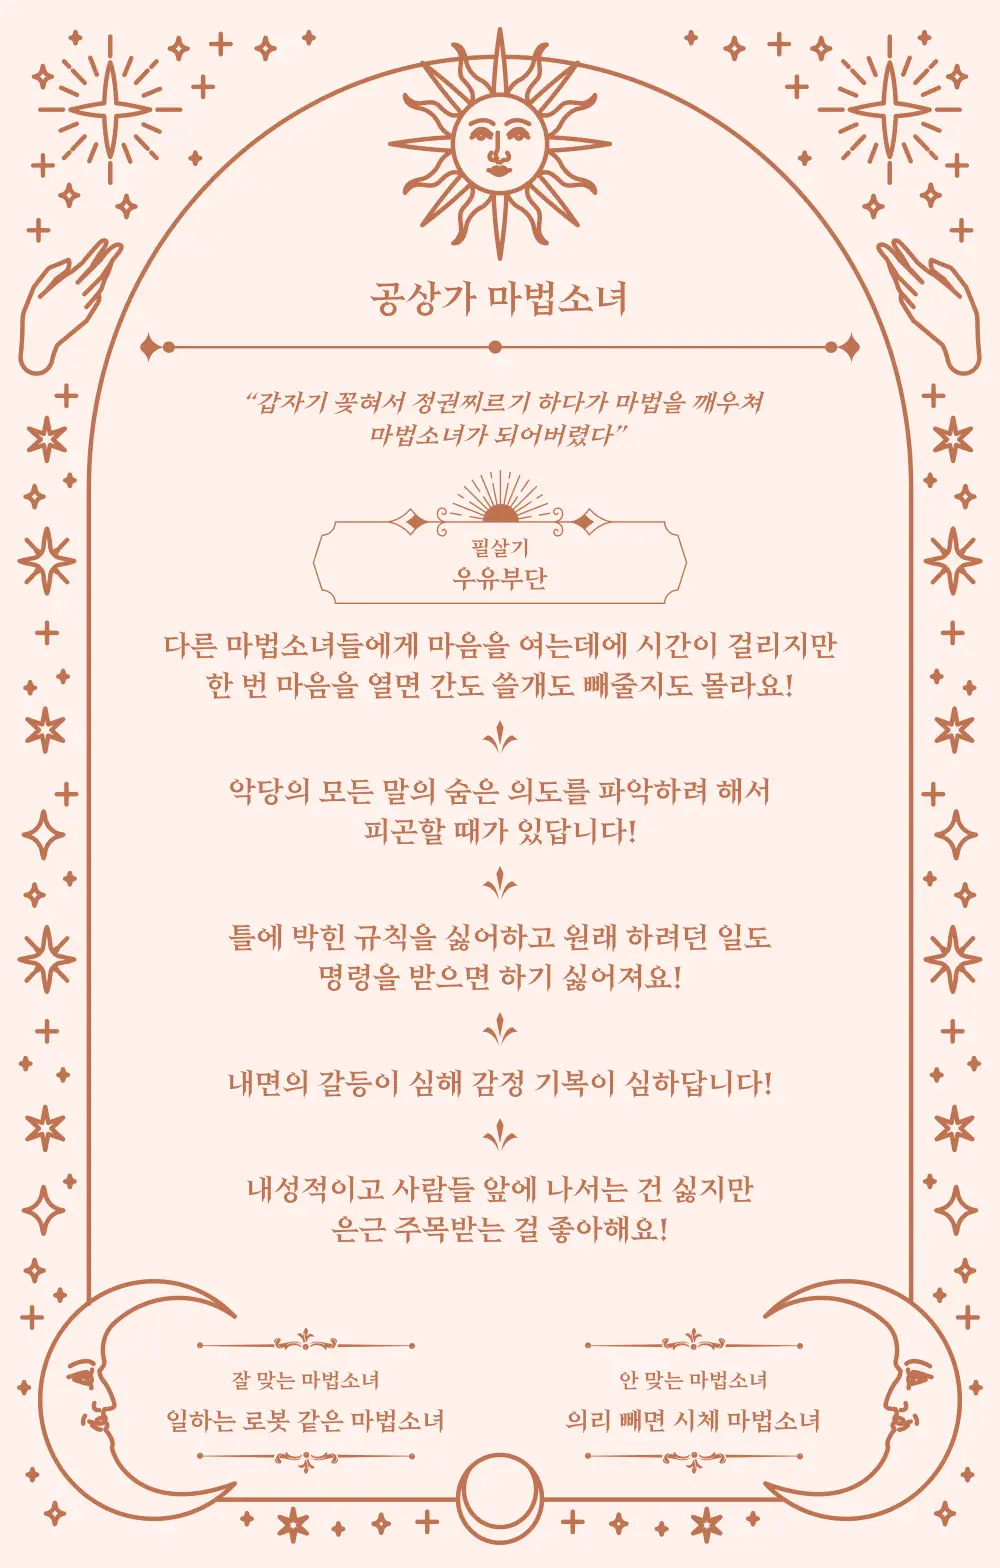 공상가 마법소녀
“갑자기 꽂혀서 정권찌르기 하다가 마법을 깨우쳐
마법소녀가 되어버렸다”
필살기
우유부단
다른 마법소녀들에게 마음을 여는데에 시간이 걸리지만
한 번 마음을 열면 간도 쓸개도 빼줄지도 몰라요!
악당의 모든 말의 숨은 의도를 파악하려 해서
피곤할 때가 있답니다!
틀에 박힌 규칙을 싫어하고 원래 하려던 일도
명령을 받으면 하기 싫어져요!
내면의 갈등이 심해 감정 기복이 심하답니다!
내성적이고 사람들 앞에 나서는 건 싫지만
은근 주목받는 걸 좋아해요!
잘 맞는 마법소녀
일하는 로봇 같은 마법소녀
안 맞는 마법소녀
의리 빼면 시체 마법소녀